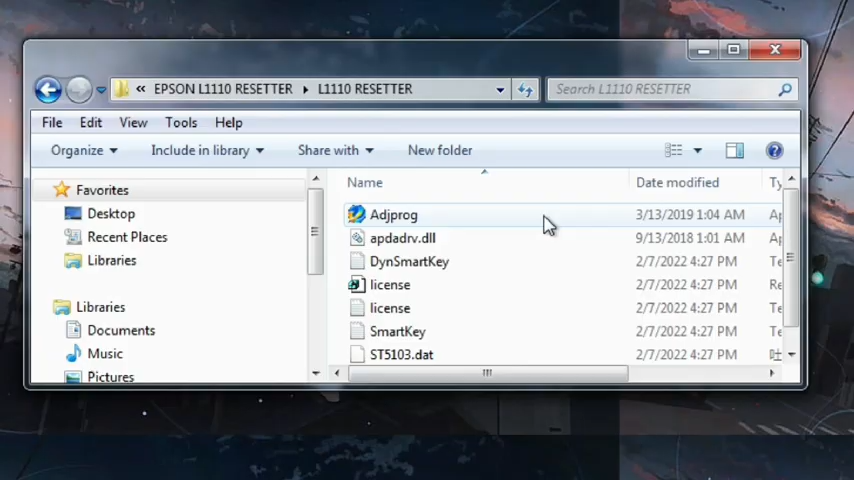 « EPSON L1110 RESETTER ▸ L1110 RESETTER
Search L1110 RESETTER
File Edit View Tools Help
Organize Include in library Share with New folder
Favorites
Desktop
Recent Places
Libraries
Libraries
Documents
Music
Pictures
Name Date modified Ty
Adjprog 3/13/2019 1:04 AM Ap
apdadrv.dll 9/13/2018 1:01 AM Ap
DynSmartKey 2/7/2022 4:27 PM Te
license 2/7/2022 4:27 PM Re
license 2/7/2022 4:27 PM Te
SmartKey 2/7/2022 4:27 PM Te
ST5103.dat 2/7/2022 4:27 PM